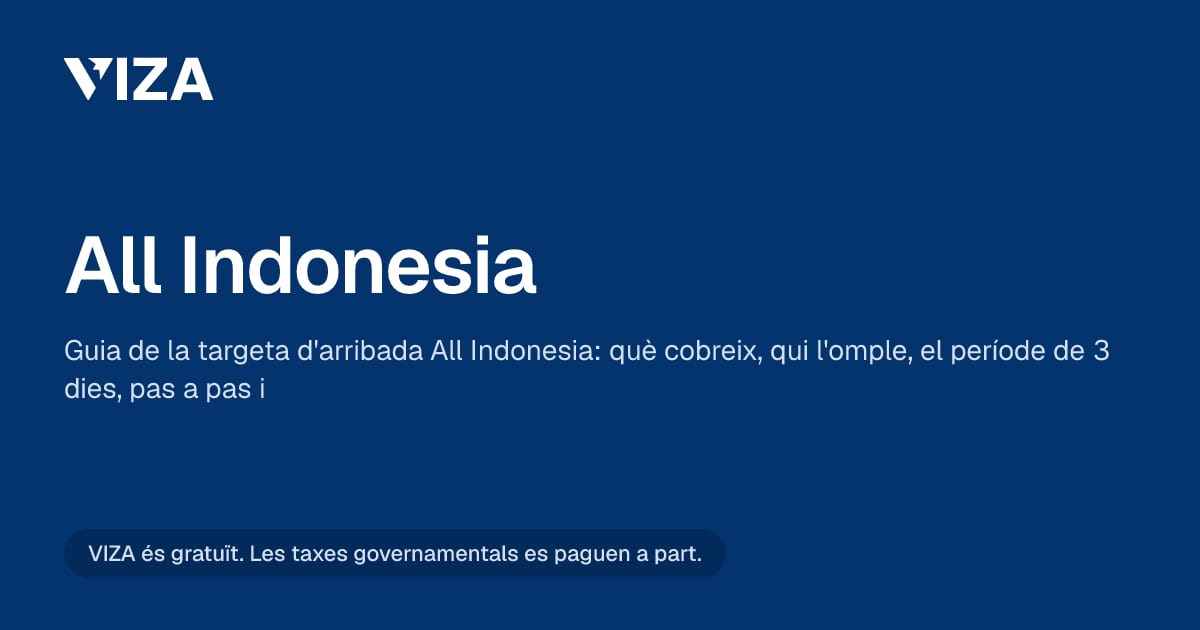 VIZA
All Indonesia
Guia de la targeta d'arribada All Indonesia: què cobreix, qui l'omple, el període de 3
dies, pas a pas i
VIZA és gratuït. Les taxes governamentals es paguen a part.